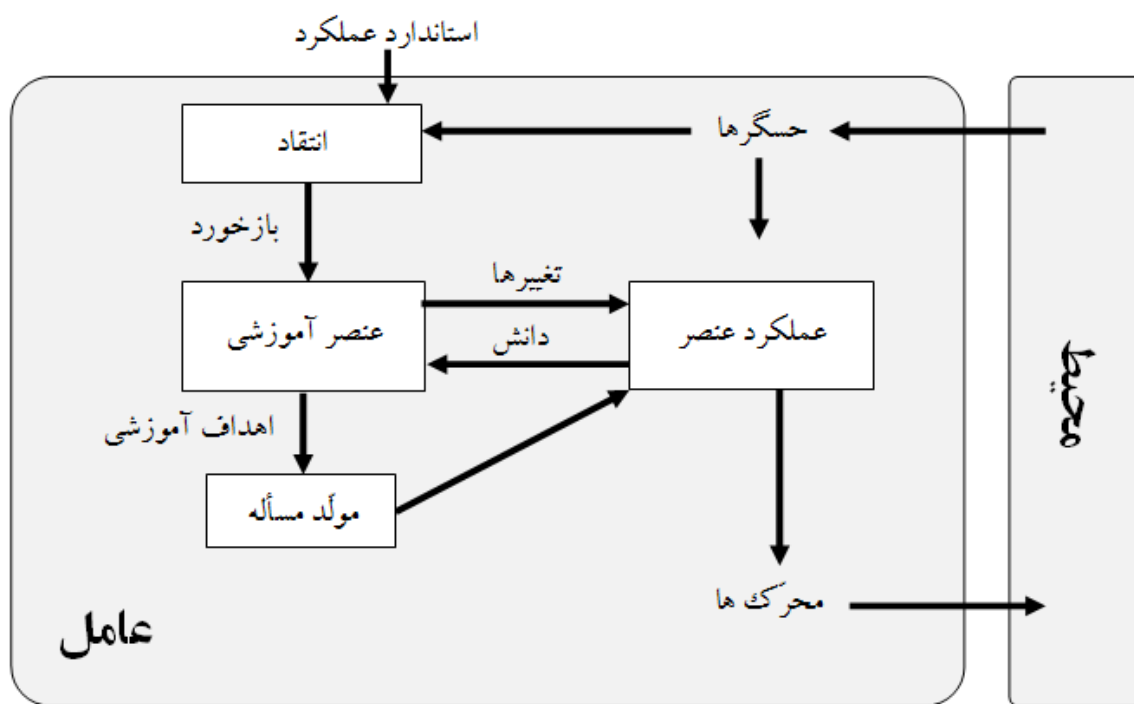 استاندارد عملکرد
حسگرها
انتقاد
بازخورد
تغییرها
عملکرد عنصر
دانش
عنصر آموزشی
محیط
اهداف آموزشی
مولّد مسأله
محرّک ها
عامل